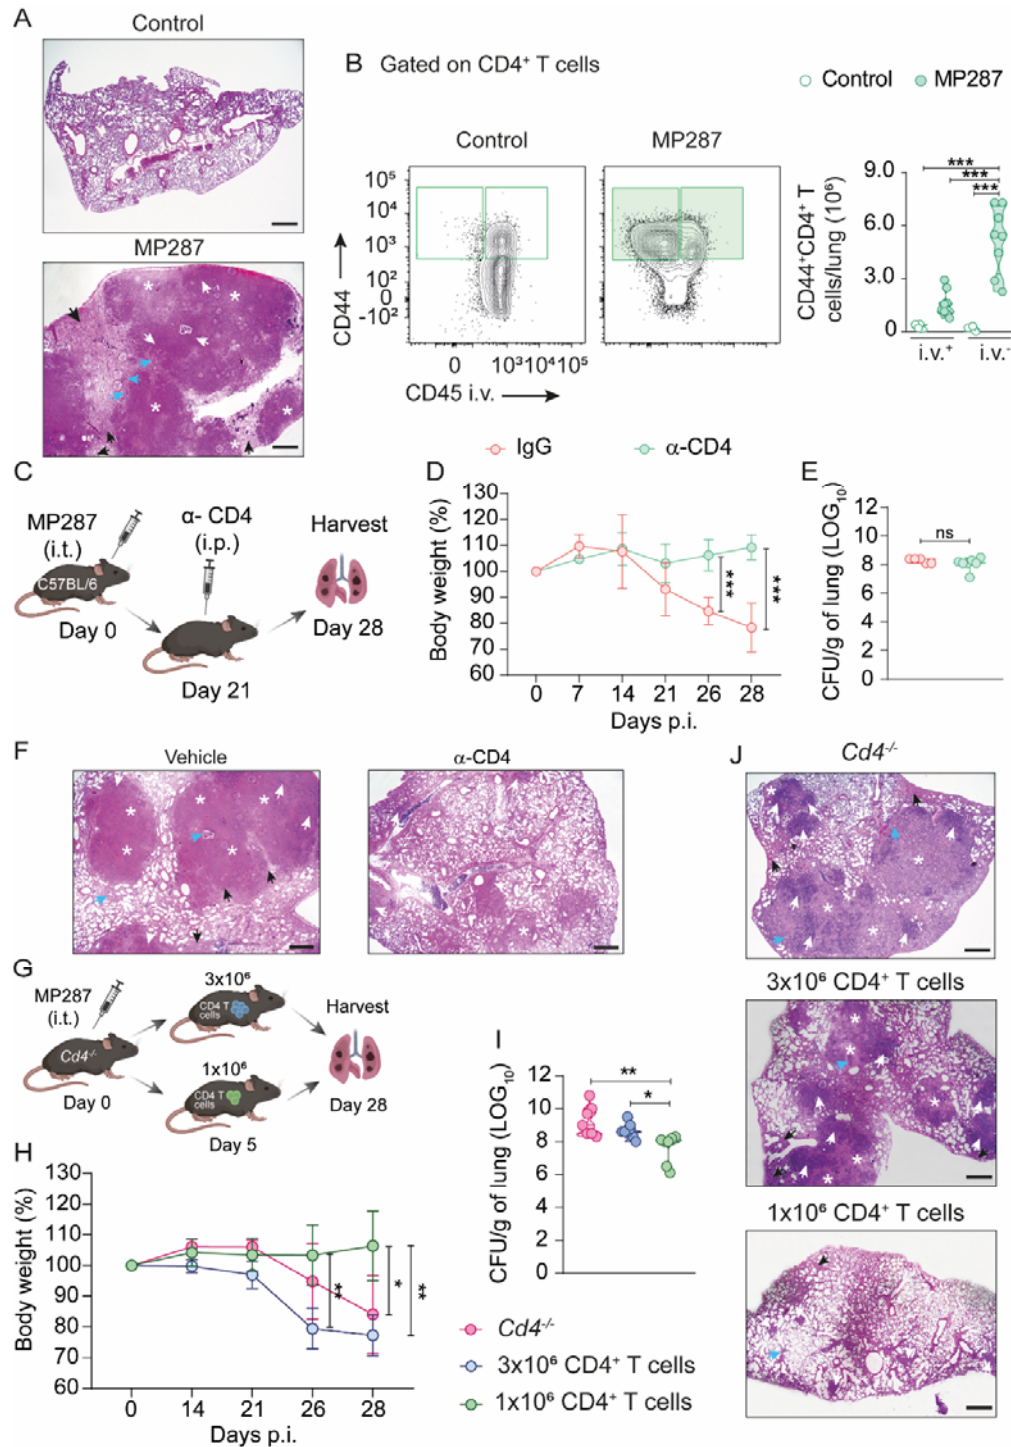 A
Control
MP287
B Gated on CD4⁺ T cells
Control MP287
Control MP287
10⁵
10⁴
10³
10²
0
-10²
CD44
0 10³10⁴10⁵
CD45 i.v.
CD44⁺CD4⁺ T
cells/lung (10⁶)
9.0
6.0
3.0
0
***
***
***
i.v.⁺ i.v.⁻
IgG α-CD4
C
MP287
(i.t.)
C57BL/6
Day 0
α- CD4
(i.p.)
Day 21
Harvest
Day 28
D
Body weight (%)
130
120
110
100
90
80
70
60
***
***
0 7 14 21 26 28
Days p.i.
E
CFU/g of lung (LOG₁₀)
12
10
8
6
4
2
0
ns
F
Vehicle α-CD4
G
MP287
(i.t.)
Cd4⁻/⁻
Day 0
3x10⁶
CD4 T
cells
1x10⁶
CD4 T
cells
Day 5
Harvest
Day 28
H
Body weight (%)
130
120
110
100
90
80
70
60
**
*
**
0 14 21 26 28
Days p.i.
I
CFU/g of lung (LOG₁₀)
12
10
8
6
4
2
0
**
*
Cd4⁻/⁻
3x10⁶ CD4⁺ T cells
1x10⁶ CD4⁺ T cells
J
Cd4⁻/⁻
3x10⁶ CD4⁺ T cells
1x10⁶ CD4⁺ T cells